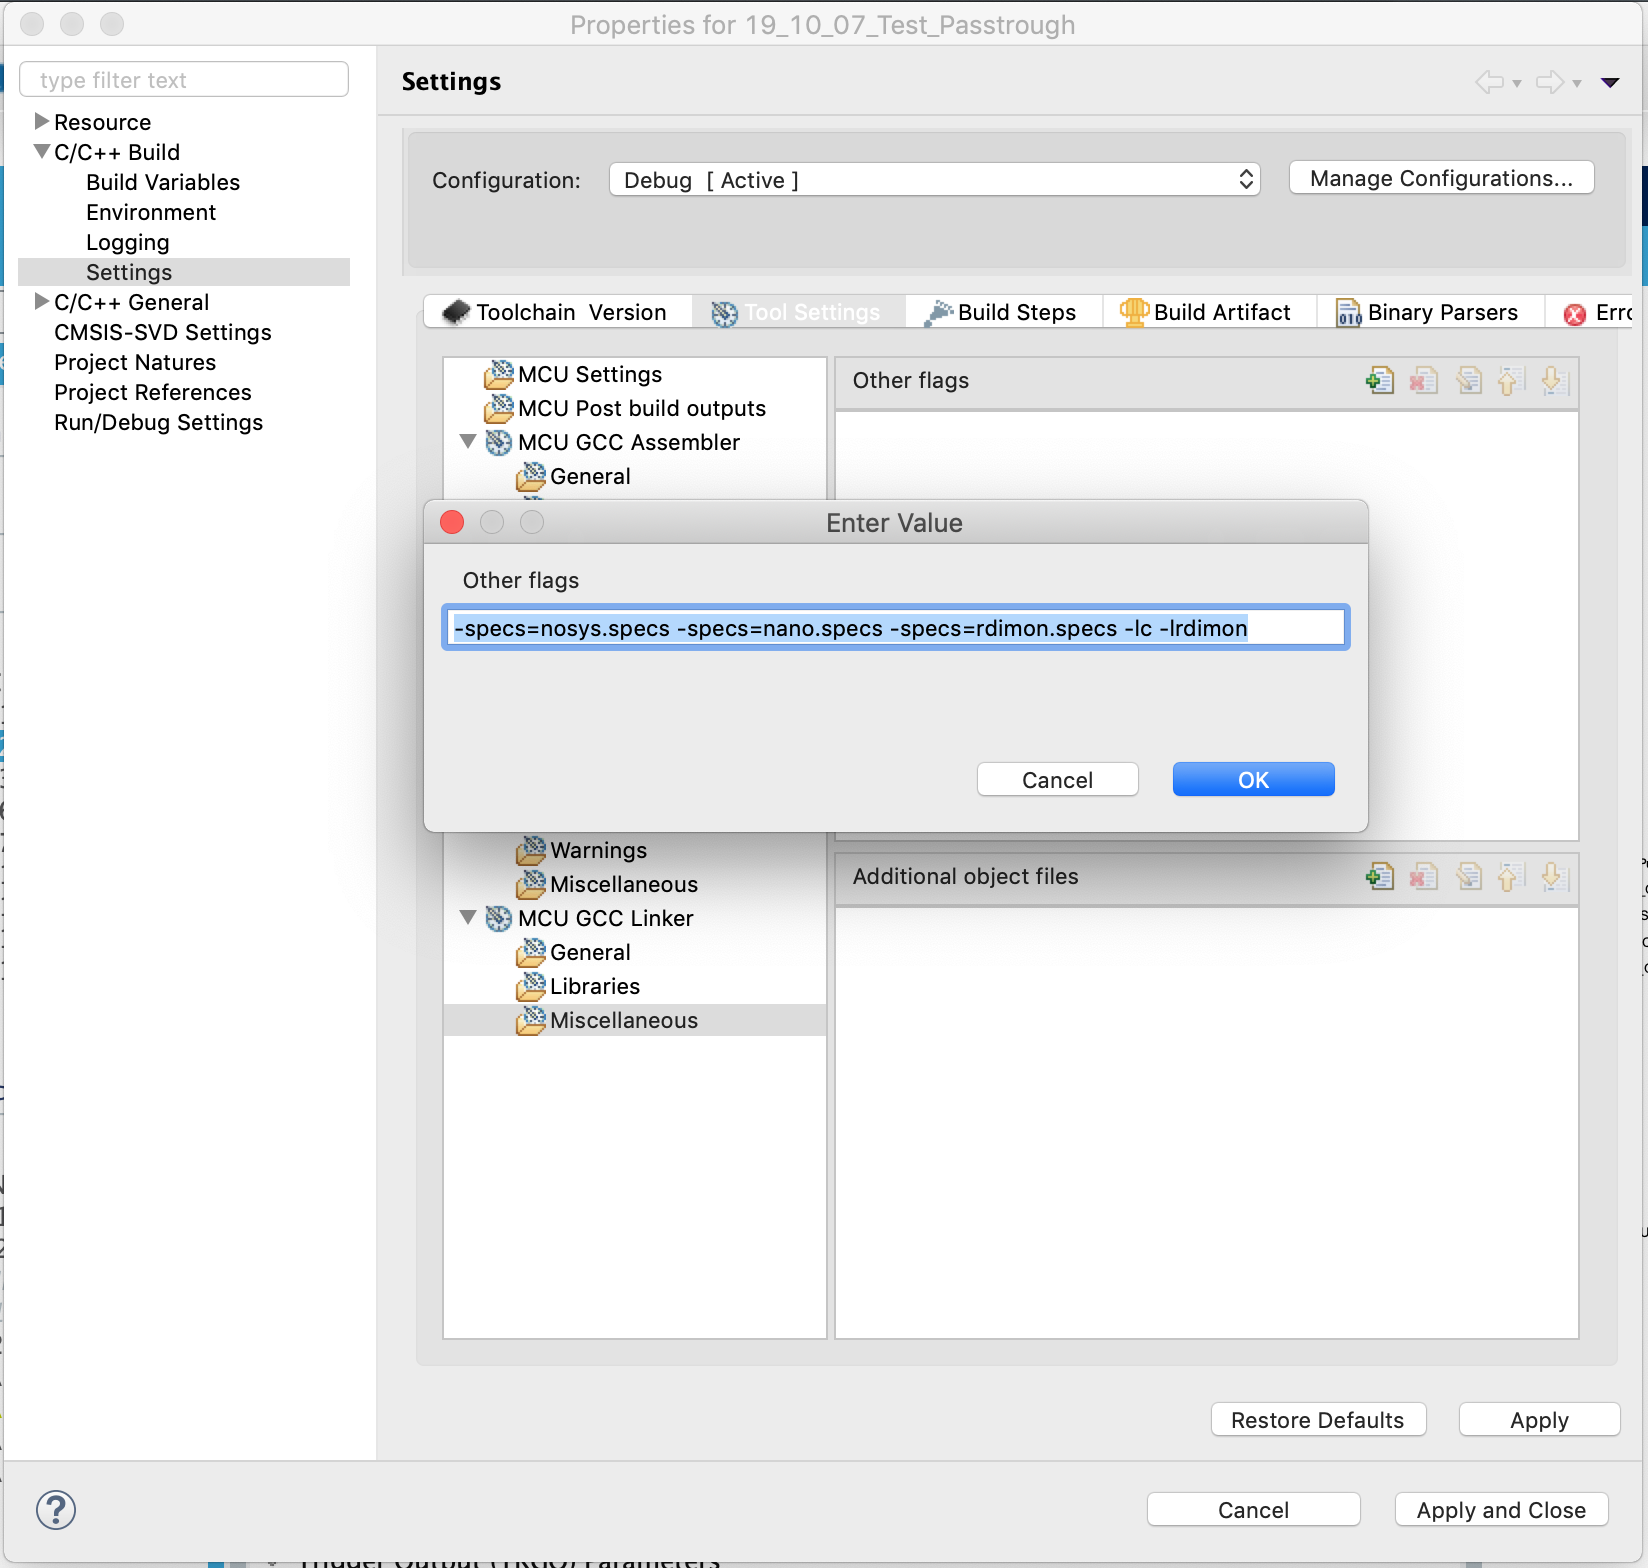 Properties for 19_10_07_Test_Passtrough
type filter text
Resource
C/C++ Build
Build Variables
Environment
Logging
Settings
C/C++ General
CMSIS-SVD Settings
Project Natures
Project References
Run/Debug Settings
Settings
Configuration:
Debug [ Active ]
Manage Configurations...
Toolchain Version
Tool Settings
Build Steps
Build Artifact
Binary Parsers
Erro
MCU Settings
MCU Post build outputs
MCU GCC Assembler
General
Other flags
Enter Value
Other flags
-specs=nosys.specs -specs=nano.specs -specs=rdimon.specs -lc -lrdimon
Cancel
OK
Warnings
Miscellaneous
MCU GCC Linker
General
Libraries
Miscellaneous
Additional object files
Restore Defaults
Apply
?
Cancel
Apply and Close
Trigger Output (TRGO) Parameters